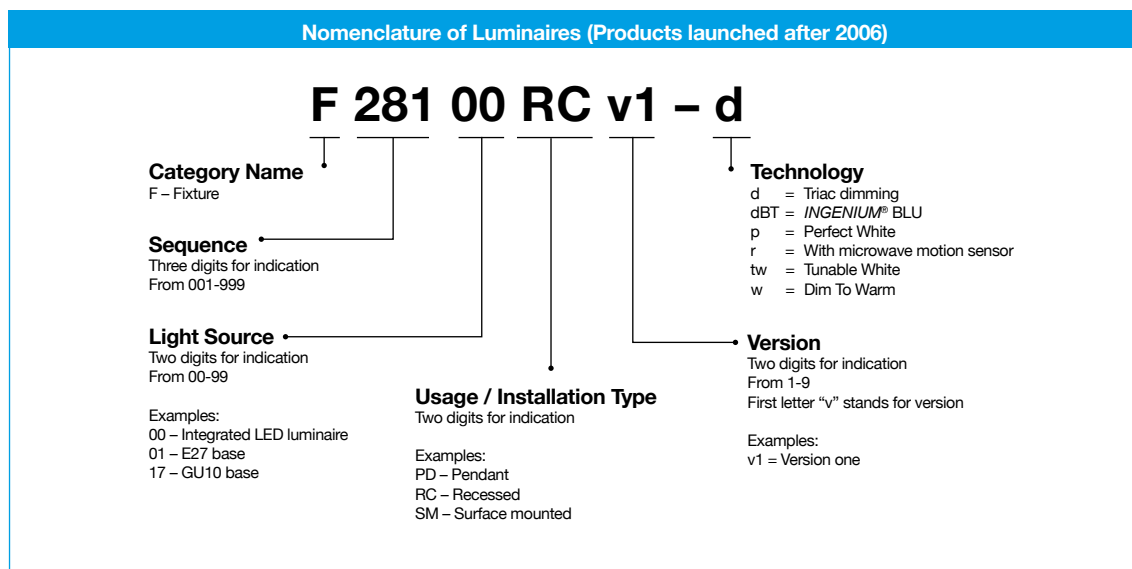 Nomenclature of Luminaires (Products launched after 2006)
F 281 00 RC v1 – d
Category Name
F – Fixture
Sequence
Three digits for indication
From 001-999
Light Source
Two digits for indication
From 00-99
Examples:
00 – Integrated LED luminaire
01 – E27 base
17 – GU10 base
Usage / Installation Type
Two digits for indication
Examples:
PD – Pendant
RC – Recessed
SM – Surface mounted
Technology
d = Triac dimming
dBT = INGENIUM® BLU
p = Perfect White
r = With microwave motion sensor
tw = Tunable White
w = Dim To Warm
Version
Two digits for indication
From 1-9
First letter “v” stands for version
Examples:
v1 = Version one